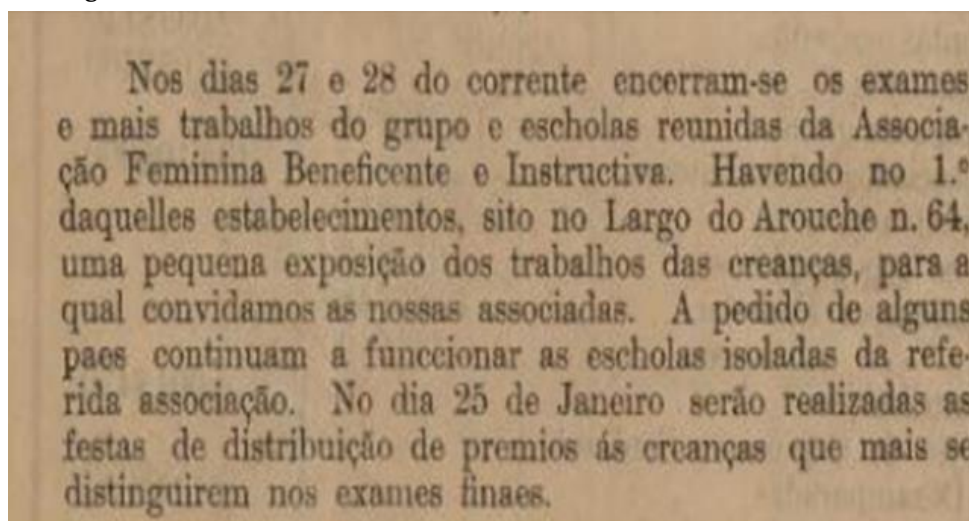 Nos dias 27 e 28 do corrente encerram-se os exames
e mais trabalhos do grupo e escholas reunidas da Associa-
ção Feminina Beneficente e Instructiva. Havendo no 1.º
daquelles estabelecimentos, sito no Largo do Arouche n. 64,
uma pequena exposição dos trabalhos das creanças, para a
qual convidamos as nossas associadas. A pedido de alguns
paes continuam a funccionar as escholas isoladas da refe-
rida associação. No dia 25 de Janeiro serão realizadas as
festas de distribuição de premios ás creanças que mais se
distinguirem nos exames finaes.